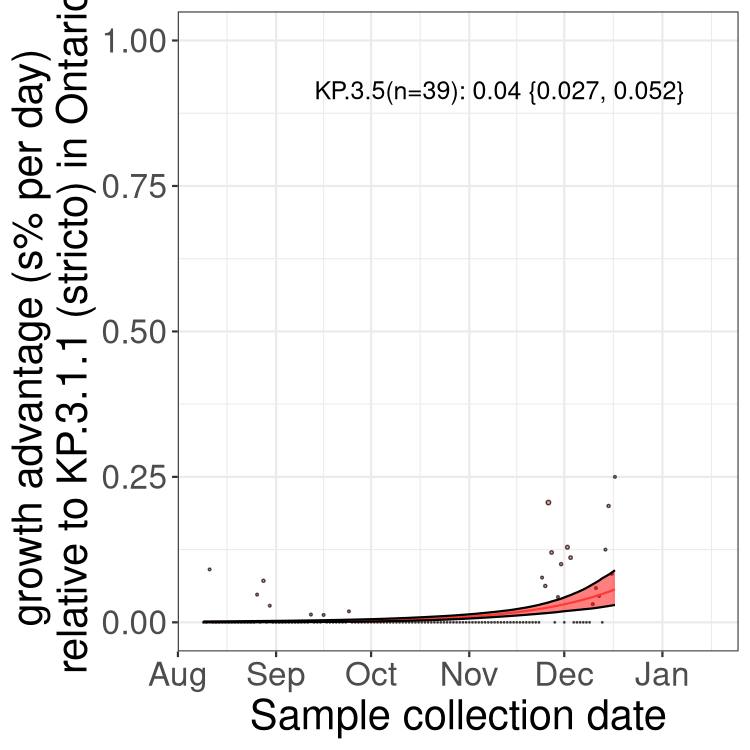 growth advantage (s% per day)
relative to KP.3.1.1 (stricto) in Ontario
1.00
0.75
0.50
0.25
0.00
KP.3.5(n=39): 0.04 {0.027, 0.052}
Aug Sep Oct Nov Dec Jan
Sample collection date